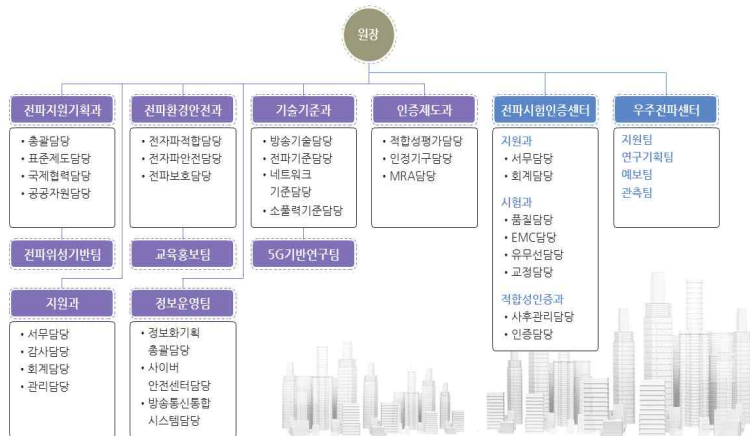 원장
전파지원기획과
• 총괄담당
• 표준제도담당
• 국제협력담당
• 공공자원담당
전파위성기반팀
전파환경안전과
• 전자파적합담당
• 전자파안전담당
• 전파보호담당
교육홍보팀
기술기준과
• 방송기술담당
• 전파기준담당
• 네트워크
기준담당
• 소풀력기준담당
5G기반연구팀
인증제도과
• 적합성평가담당
• 인정기구담당
• MRA담당
전파시험인증센터
지원과
• 서무담당
• 회계담당
시험과
• 품질담당
• EMC담당
• 유무선담당
• 교정담당
적합성인증과
• 사후관리담당
• 인증담당
우주전파센터
지원팀
연구기획팀
예보팀
관측팀
지원과
• 서무담당
• 감사담당
• 회계담당
• 관리담당
정보운영팀
• 정보화기획
총괄담당
• 사이버
안전센터담당
• 방송통신통합
시스템담당